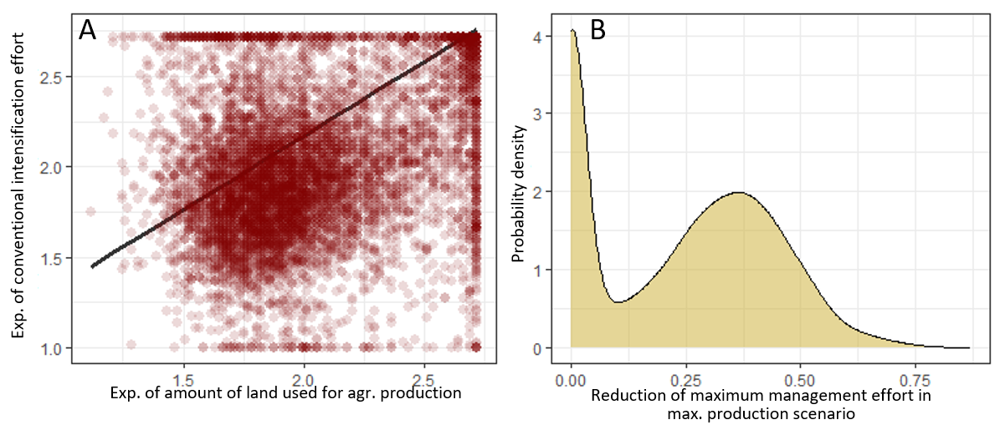 A
Exp. of conventional intensification effort
2.5
2.0
1.5
1.0
1.5
2.0
2.5
Exp. of amount of land used for agr. production
B
Probability density
4
3
2
1
0
0.00
0.25
0.50
0.75
Reduction of maximum management effort in
max. production scenario